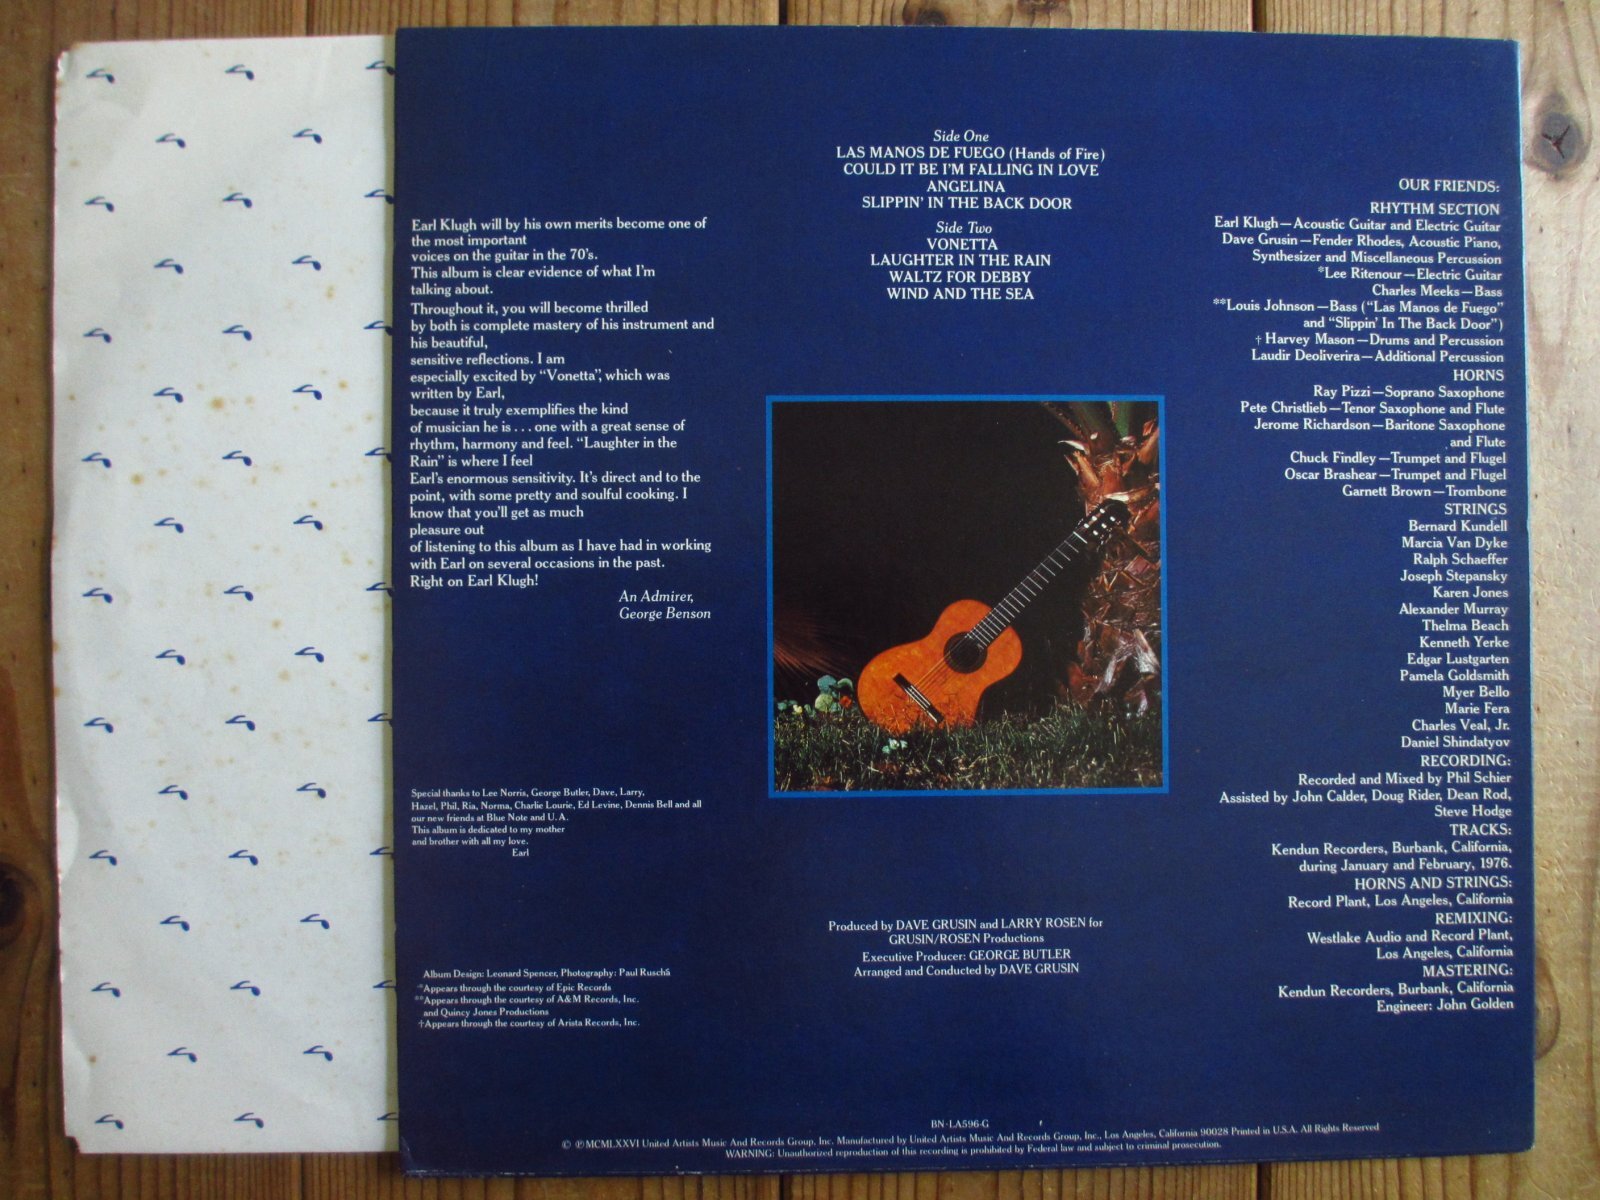 Side One
LAS MANOS DE FUEGO (Hands of Fire)
COULD IT BE I'M FALLING IN LOVE
ANGELINA
SLIPPIN' IN THE BACK DOOR
Side Two
VONETTA
LAUGHTER IN THE RAIN
WALTZ FOR DEBBY
WIND AND THE SEA
Earl Klugh will by his own merits become one of
the most important
voices on the guitar in the 70's.
This album is clear evidence of what I'm
talking about.
Throughout it, you will become thrilled
by both is complete mastery of his instrument and
his beautiful,
sensitive reflections. I am
especially excited by "Vonetta", which was
written by Earl,
because it truly exemplifies the kind
of musician he is . . . one with a great sense of
rhythm, harmony and feel. "Laughter in the
Rain" is where I feel
Earl's enormous sensitivity. It's direct and to the
point, with some pretty and soulful cooking. I
know that you'll get as much
pleasure out
of listening to this album as I have had in working
with Earl on several occasions in the past.
Right on Earl Klugh!
An Admirer,
George Benson
Special thanks to Lee Norris, George Butler, Dave, Larry,
Hazel, Phil, Ria, Norma, Charlie Lourie, Ed Levine, Dennis Bell and all
our new friends at Blue Note and U.A.
This album is dedicated to my mother
and brother with all my love.
Earl
Album Design: Leonard Spencer, Photography: Paul Ruscha
*Appears through the courtesy of Epic Records
**Appears through the courtesy of A&M Records, Inc.
and Quincy Jones Productions
†Appears through the courtesy of Arista Records, Inc.
Produced by DAVE GRUSIN and LARRY ROSEN for
GRUSIN/ROSEN Productions
Executive Producer: GEORGE BUTLER
Arranged and Conducted by DAVE GRUSIN
OUR FRIENDS:
RHYTHM SECTION
Earl Klugh—Acoustic Guitar and Electric Guitar
Dave Grusin—Fender Rhodes, Acoustic Piano,
Synthesizer and Miscellaneous Percussion
*Lee Ritenour—Electric Guitar
Charles Meeks—Bass
**Louis Johnson—Bass ("Las Manos de Fuego"
and "Slippin' In The Back Door")
† Harvey Mason—Drums and Percussion
Laudir Deoliverira—Additional Percussion
HORNS
Ray Pizzi—Soprano Saxophone
Pete Christlieb—Tenor Saxophone and Flute
Jerome Richardson—Baritone Saxophone
and Flute
Chuck Findley—Trumpet and Flugel
Oscar Brashear—Trumpet and Flugel
Garnett Brown—Trombone
STRINGS
Bernard Kundell
Marcia Van Dyke
Ralph Schaeffer
Joseph Stepansky
Karen Jones
Alexander Murray
Thelma Beach
Kenneth Yerke
Edgar Lustgarten
Pamela Goldsmith
Myer Bello
Marie Fera
Charles Veal, Jr.
Daniel Shindatyov
RECORDING:
Recorded and Mixed by Phil Schier
Assisted by John Calder, Doug Rider, Dean Rod,
Steve Hodge
TRACKS:
Kendun Recorders, Burbank, California,
during January and February, 1976.
HORNS AND STRINGS:
Record Plant, Los Angeles, California
REMIXING:
Westlake Audio and Record Plant,
Los Angeles, California
MASTERING:
Kendun Recorders, Burbank, California
Engineer: John Golden
BN-LA596-G
© ℗ MCMLXXVI United Artists Music And Records Group, Inc. Manufactured by United Artists Music And Records Group, Inc., Los Angeles, California 90028 Printed in U.S.A. All Rights Reserved
WARNING: Unauthorized reproduction of this recording is prohibited by Federal law and subject to criminal prosecution.